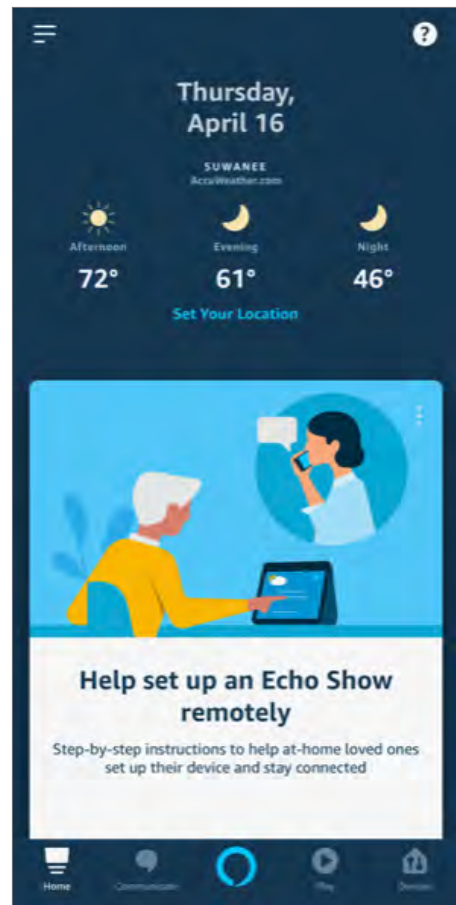 ?
Thursday,
April 16
SUWANEE
AccuWeather.com
Afternoon
Evening
Night
72°
61°
46°
Set Your Location
Help set up an Echo Show
remotely
Step-by-step instructions to help at-home loved ones
set up their device and stay connected
Home
Communicate
Play
Devices